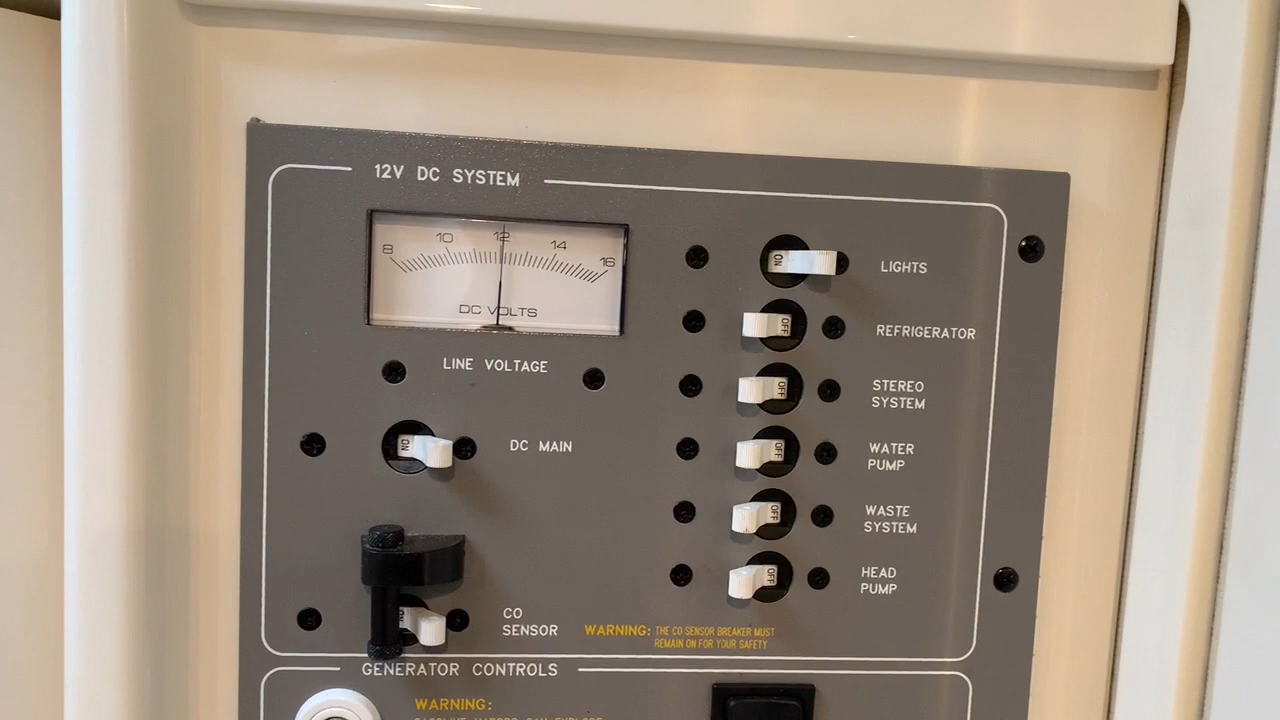 12V DC SYSTEM
8 10 12 14 16
DC VOLTS
LINE VOLTAGE
ON
DC MAIN
ON
LIGHTS
OFF
REFRIGERATOR
OFF
STEREO
SYSTEM
OFF
WATER
PUMP
OFF
WASTE
SYSTEM
OFF
HEAD
PUMP
ON
CO
SENSOR
WARNING: THE CO SENSOR BREAKER MUST
REMAIN ON FOR YOUR SAFETY
GENERATOR CONTROLS
WARNING: